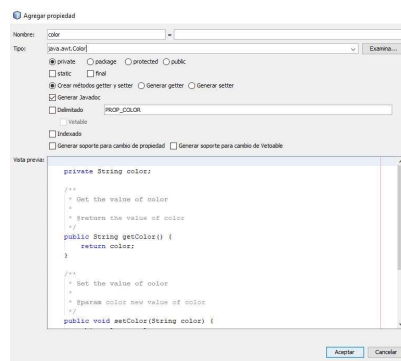 Agregar propiedad
Nombre: color =
Tipo: java.awt.Color Examina...
private package protected public
static final
Crear métodos getter y setter Generar getter Generar setter
Generar Javadoc
Delimitado PROP_COLOR
Vetable
Indexado
Generar soporte para cambio de propiedad Generar soporte para cambio de Vetoable
Vista previa:
private String color;
/**
* Get the value of color
*
* @return the value of color
*/
public String getColor() {
return color;
}
/**
* Set the value of color
*
* @param color new value of color
*/
public void setColor(String color) {
Aceptar Cancelar